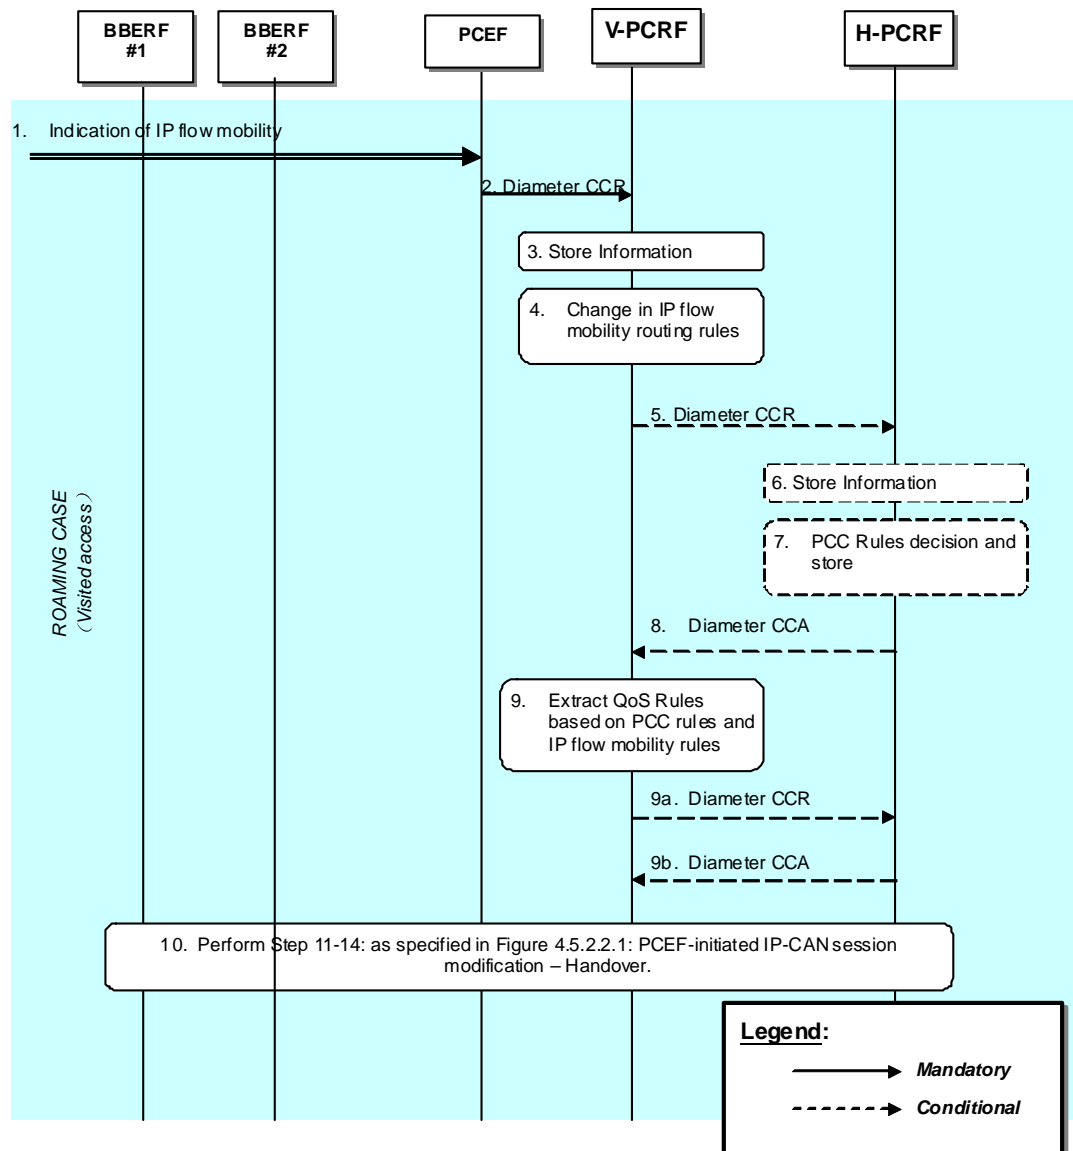 BBERF
#1
BBERF
#2
PCEF
V-PCRF
H-PCRF
1. Indication of IP flow mobility
2. Diameter CCR
3. Store Information
4. Change in IP flow
mobility routing rules
5. Diameter CCR
6. Store Information
7. PCC Rules decision and
store
ROAMING CASE
(Visited access)
8. Diameter CCA
9. Extract QoS Rules
based on PCC rules and
IP flow mobility rules
9a. Diameter CCR
9b. Diameter CCA
10. Perform Step 11-14: as specified in Figure 4.5.2.2.1: PCEF-initiated IP-CAN session
modification – Handover.
Legend:
Mandatory
Conditional